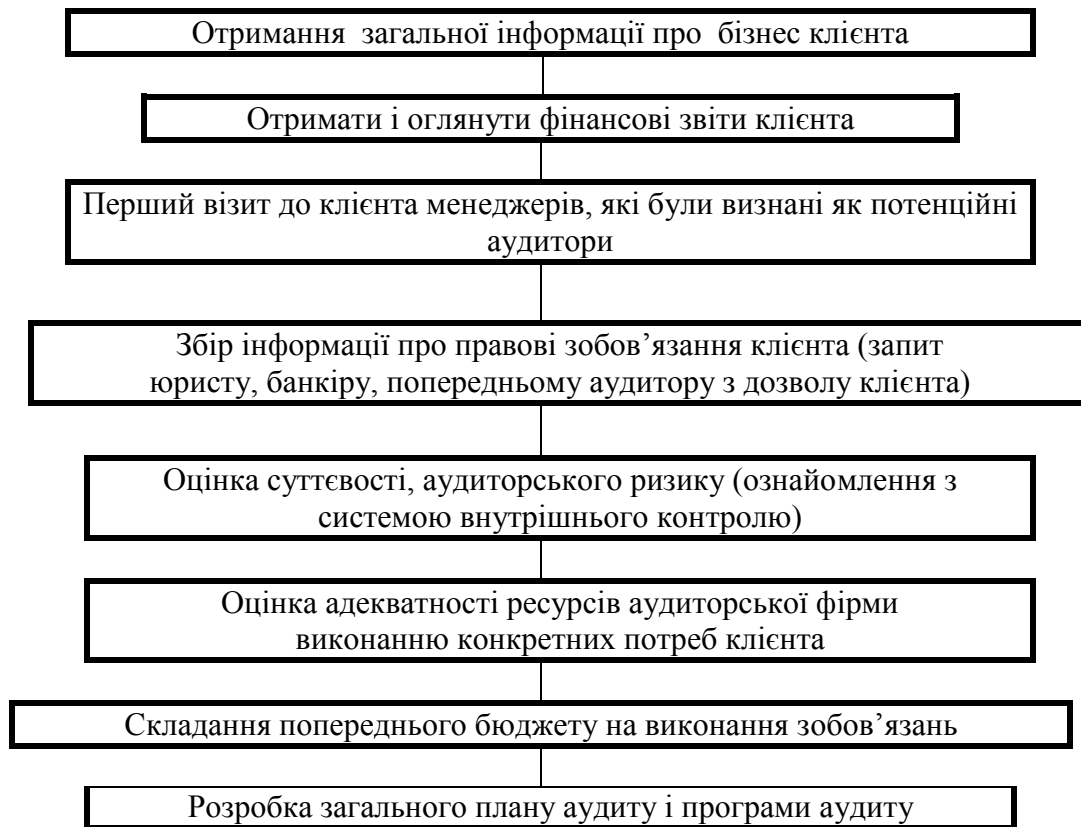 Отримання загальної інформації про бізнес клієнта
Отримати і оглянути фінансові звіти клієнта
Перший візит до клієнта менеджерів, які були визнані як потенційні
аудитори
Збір інформації про правові зобов’язання клієнта (запит
юристу, банкіру, попередньому аудитору з дозволу клієнта)
Оцінка суттєвості, аудиторського ризику (ознайомлення з
системою внутрішнього контролю)
Оцінка адекватності ресурсів аудиторської фірми
виконанню конкретних потреб клієнта
Складання попереднього бюджету на виконання зобов’язань
Розробка загального плану аудиту і програми аудиту